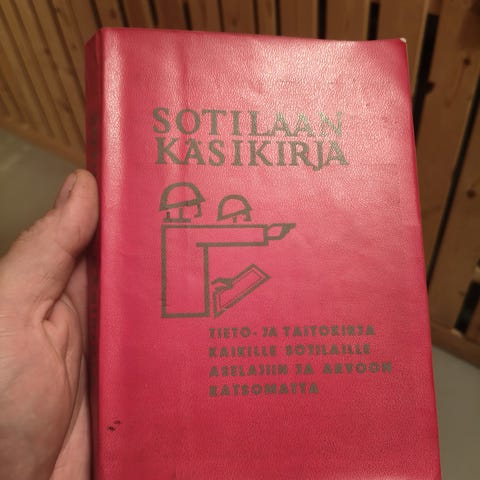 SOTILAAN
KÄSIKIRJA
TIETO- JA TAITOKIRJA
KAIKILLE SOTILAILLE
ASELAJIIN JA ARVOON
KATSOMATTA